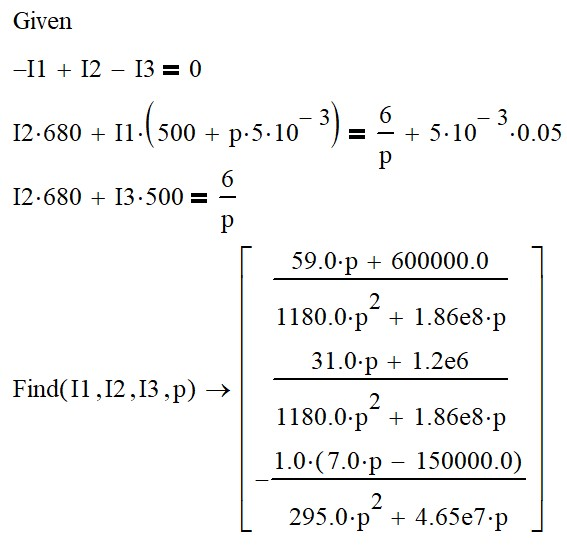 Given
–I1 + I2 – I3 = 0
I2·680 + I1·(500 + p·5·10^–3) = 6/p + 5·10^–3·0.05
I2·680 + I3·500 = 6/p
59.0·p + 600000.0
1180.0·p^2 + 1.86e8·p
31.0·p + 1.2e6
Find(I1,I2,I3,p) →
1180.0·p^2 + 1.86e8·p
–1.0·(7.0·p – 150000.0)
295.0·p^2 + 4.65e7·p